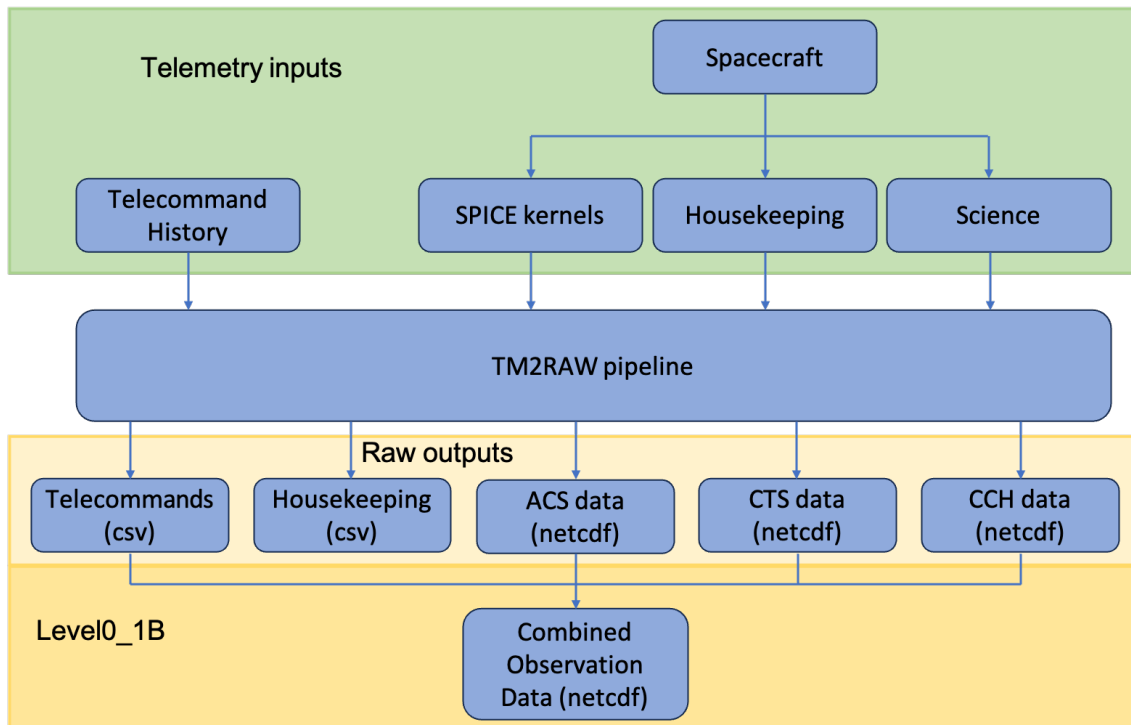 Telemetry inputs
Spacecraft
Telecommand
History
SPICE kernels
Housekeeping
Science
TM2RAW pipeline
Raw outputs
Telecommands
(csv)
Housekeeping
(csv)
ACS data
(netcdf)
CTS data
(netcdf)
CCH data
(netcdf)
Level0_1B
Combined
Observation
Data (netcdf)